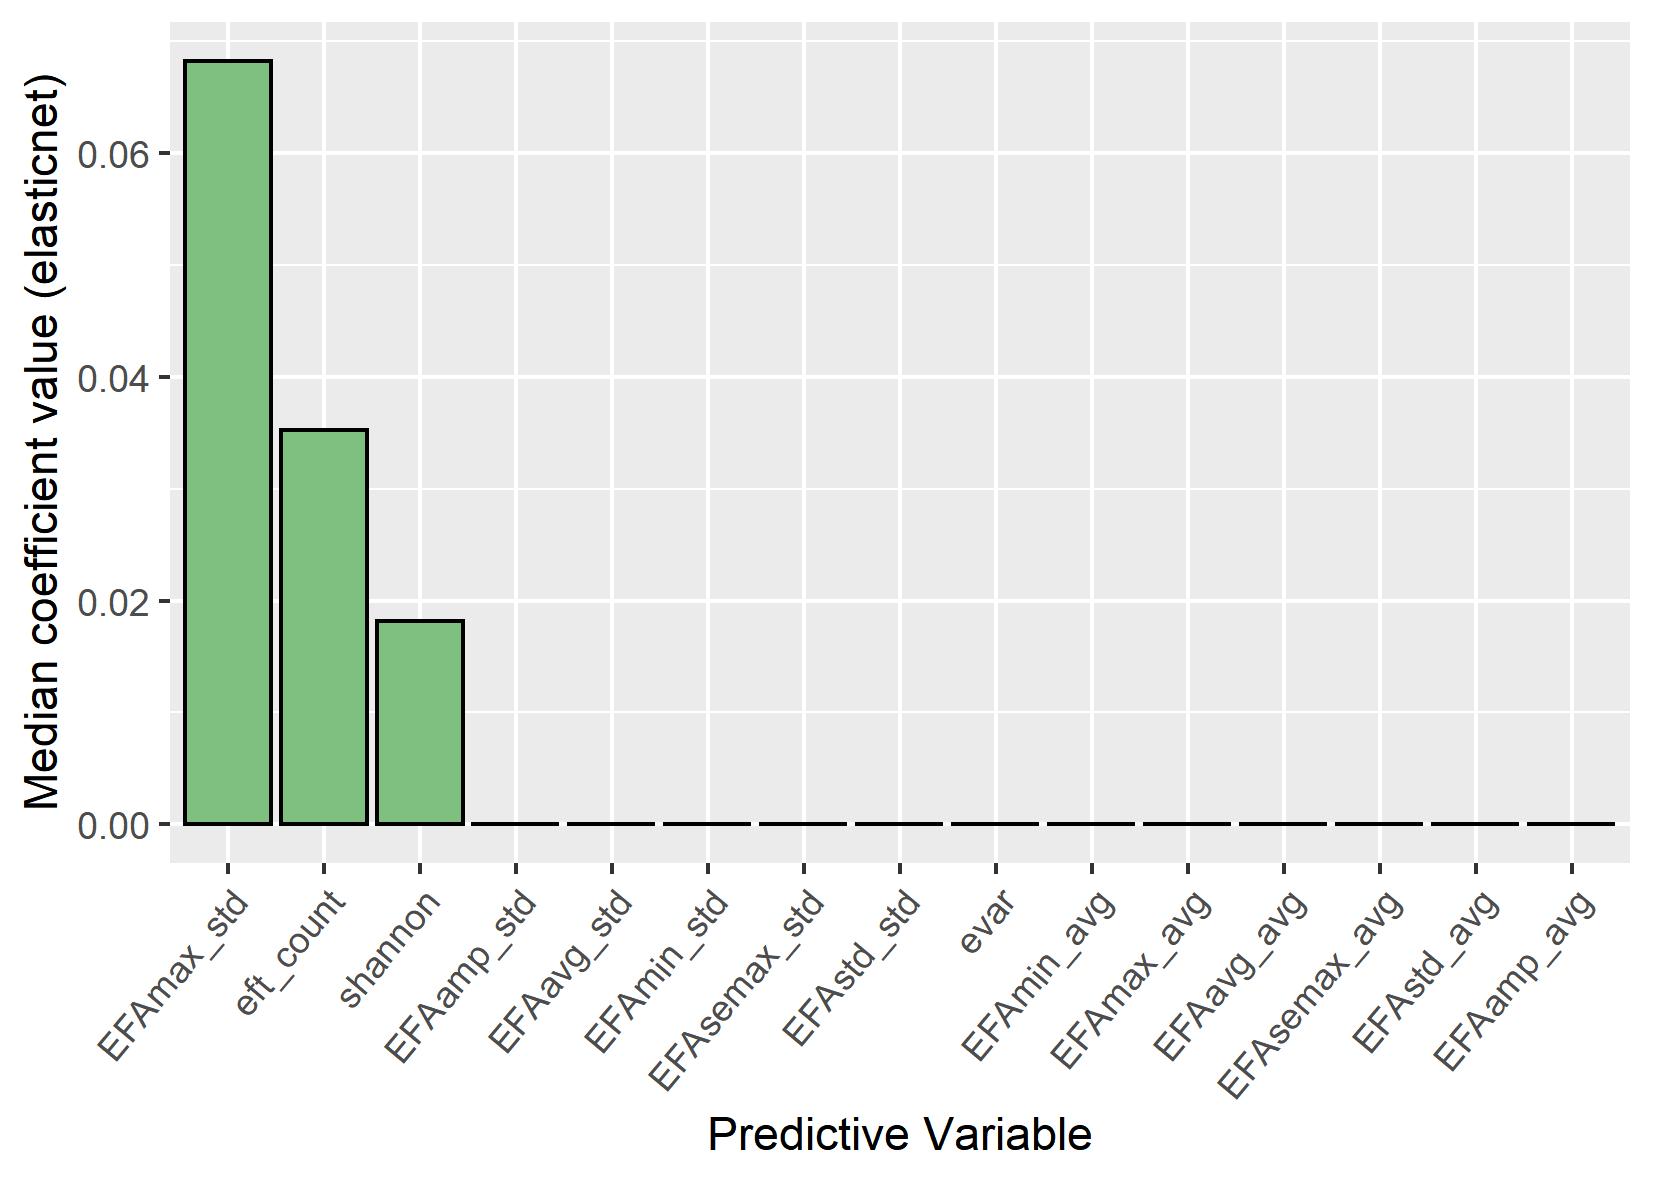 Median coefficient value (elasticnet)
0.06
0.04
0.02
0.00
EFAmax_std
eft_count
shannon
EFAamp_std
EFAavg_std
EFAmin_std
EFAsemax_std
EFAstd_std
evar
EFAmin_avg
EFAmax_avg
EFAavg_avg
EFAsemax_avg
EFAstd_avg
EFAamp_avg
Predictive Variable